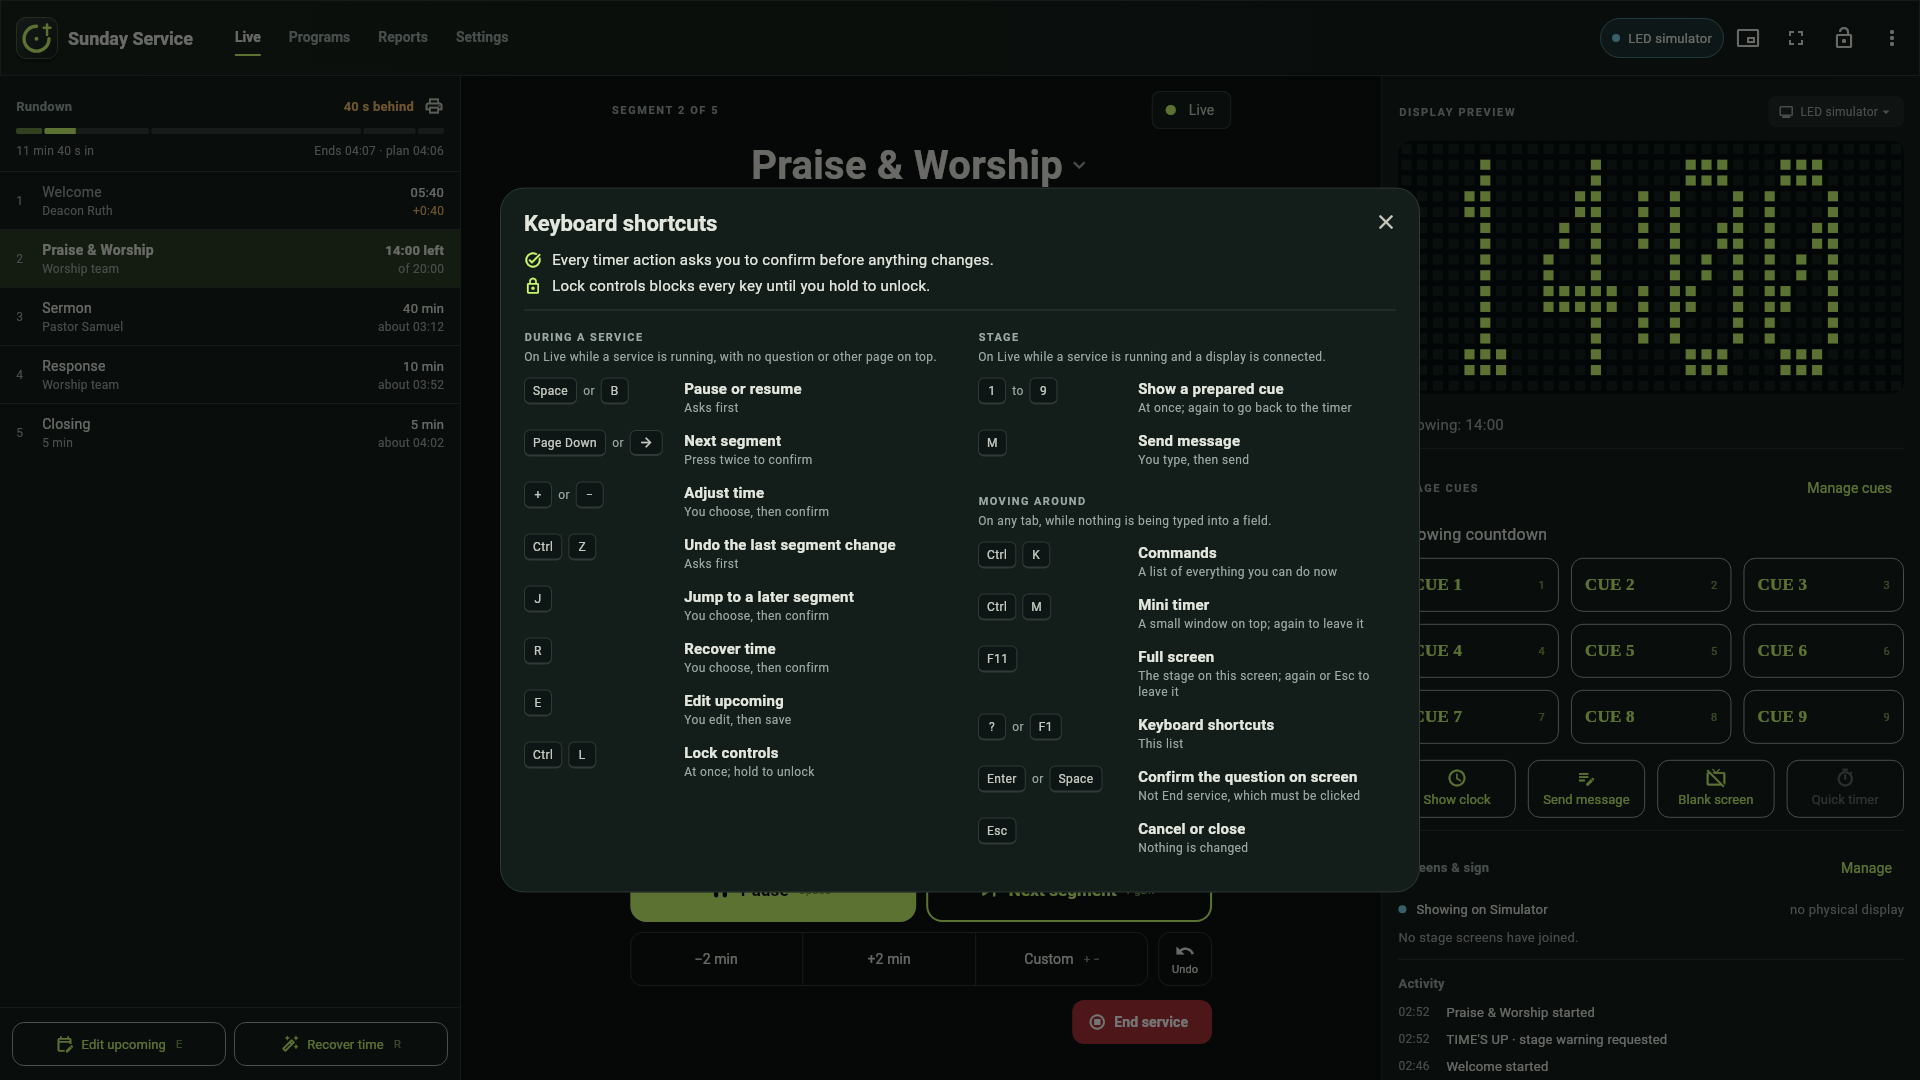 Sunday Service
Live
Programs
Reports
Settings
LED simulator
Rundown
40 s behind
11 min 40 s in
Ends 04:07 · plan 04:06
1
Welcome
05:40
Deacon Ruth
+0:40
2
Praise & Worship
14:00 left
Worship team
of 20:00
3
Sermon
40 min
Pastor Samuel
about 03:12
4
Response
10 min
Worship team
about 03:52
5
Closing
5 min
5 min
about 04:02
Edit upcoming E
Recover time R
SEGMENT 2 OF 5
Live
Praise & Worship
Keyboard shortcuts
Every timer action asks you to confirm before anything changes.
Lock controls blocks every key until you hold to unlock.
DURING A SERVICE
On Live while a service is running, with no question or other page on top.
Space or B
Pause or resume
Asks first
Page Down or →
Next segment
Press twice to confirm
+ or −
Adjust time
You choose, then confirm
Ctrl Z
Undo the last segment change
Asks first
J
Jump to a later segment
You choose, then confirm
R
Recover time
You choose, then confirm
E
Edit upcoming
You edit, then save
Ctrl L
Lock controls
At once; hold to unlock
STAGE
On Live while a service is running and a display is connected.
1 to 9
Show a prepared cue
At once; again to go back to the timer
M
Send message
You type, then send
MOVING AROUND
On any tab, while nothing is being typed into a field.
Ctrl K
Commands
A list of everything you can do now
Ctrl M
Mini timer
A small window on top; again to leave it
F11
Full screen
The stage on this screen; again or Esc to
leave it
? or F1
Keyboard shortcuts
This list
Enter or Space
Confirm the question on screen
Not End service, which must be clicked
Esc
Cancel or close
Nothing is changed
Pause
Next segment
−2 min
+2 min
Custom + −
Undo
End service
DISPLAY PREVIEW
LED simulator
14:00
owing: 14:00
AGE CUES
Manage cues
owing countdown
CUE 1 1
CUE 2 2
CUE 3 3
CUE 4 4
CUE 5 5
CUE 6 6
CUE 7 7
CUE 8 8
CUE 9 9
Show clock
Send message
Blank screen
Quick timer
eens & sign
Manage
Showing on Simulator
no physical display
No stage screens have joined.
Activity
02:52 Praise & Worship started
02:52 TIME'S UP · stage warning requested
02:46 Welcome started